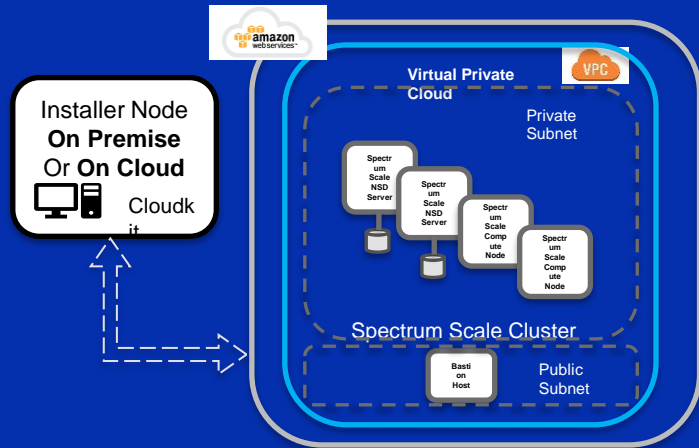 amazon
web services™
VPC
Virtual Private
Cloud
Installer Node
On Premise
Or On Cloud
Cloudk
it
Private
Subnet
Spectr
um
Scale
NSD
Server
Spectr
um
Scale
NSD
Server
Spectr
um
Scale
Comp
ute
Node
Spectr
um
Scale
Comp
ute
Node
Spectrum Scale Cluster
Basti
on
Host
Public
Subnet